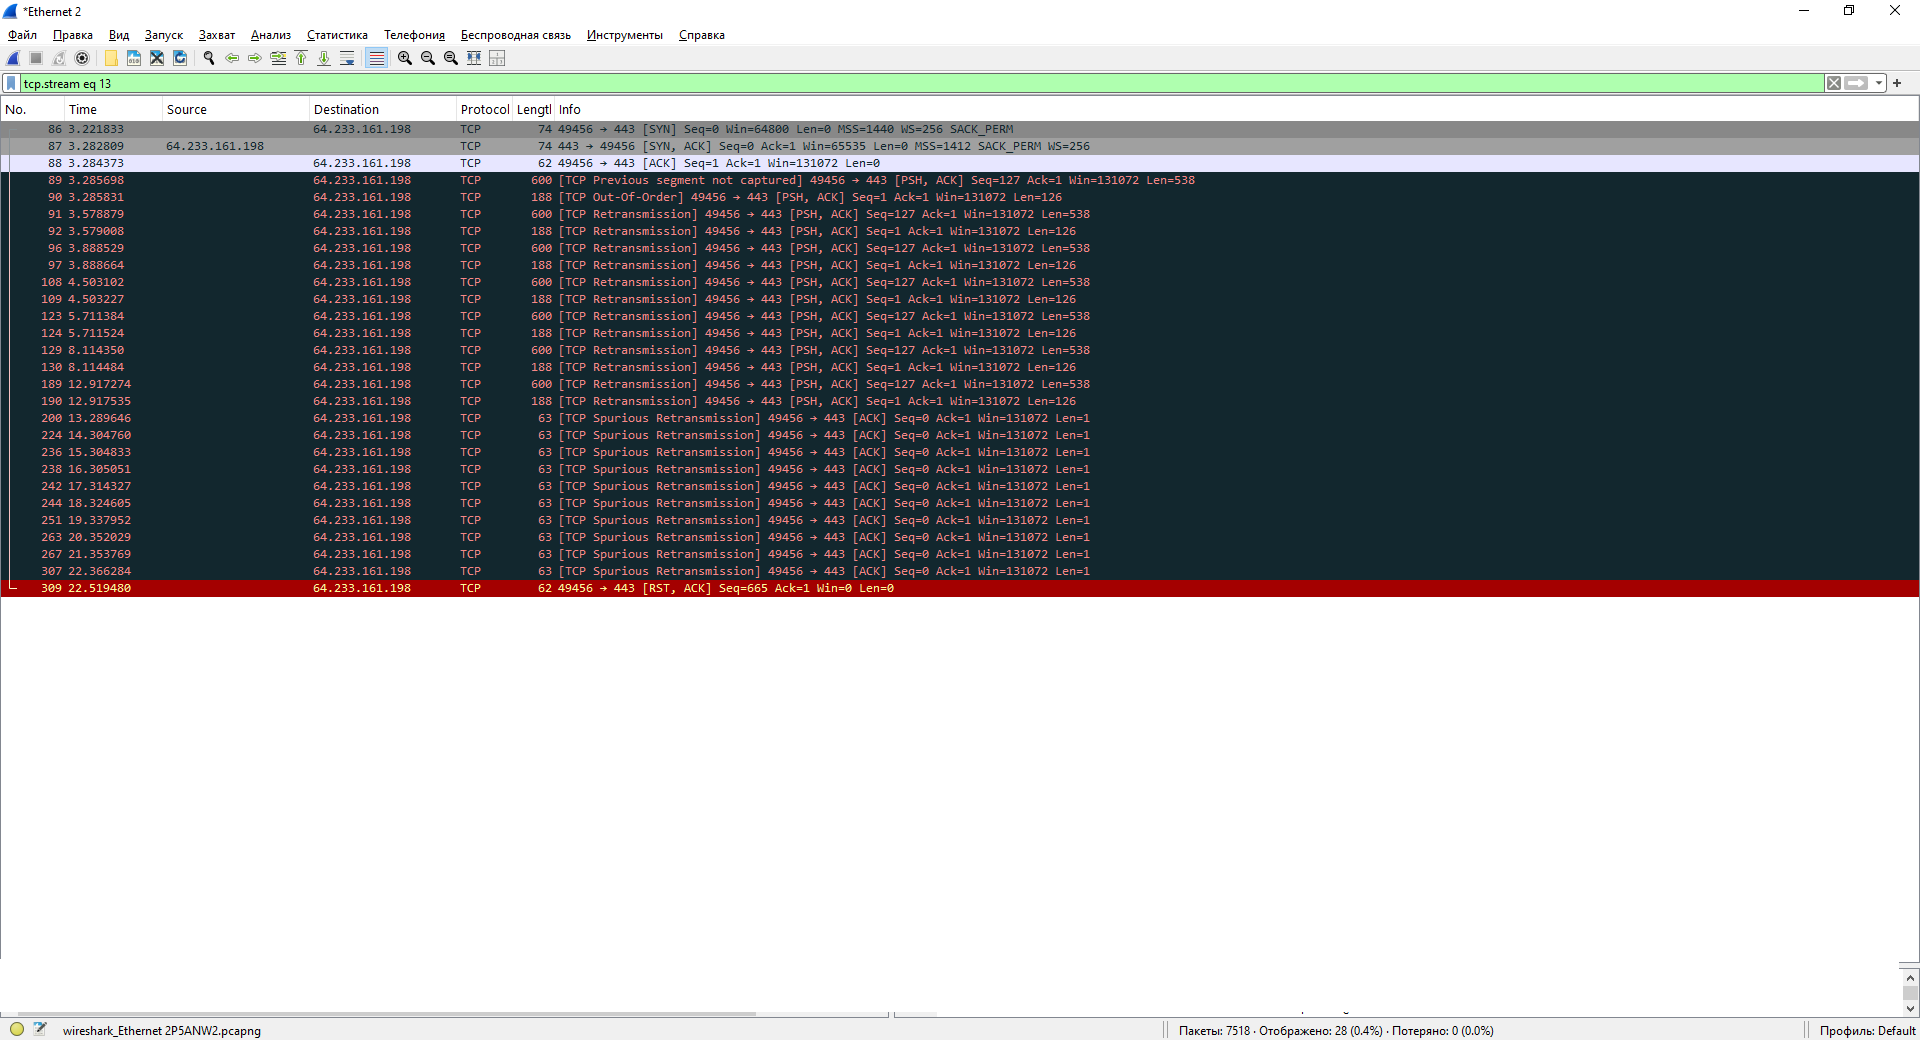 *Ethernet 2
Файл Правка Вид Запуск Захват Анализ Статистика Телефония Беспроводная связь Инструменты Справка
tcp.stream eq 13
No. Time Source Destination Protocol Lengtl Info
86 3.221833 64.233.161.198 TCP 74 49456 → 443 [SYN] Seq=0 Win=64800 Len=0 MSS=1440 WS=256 SACK_PERM
87 3.282809 64.233.161.198 TCP 74 443 → 49456 [SYN, ACK] Seq=0 Ack=1 Win=65535 Len=0 MSS=1412 SACK_PERM WS=256
88 3.284373 64.233.161.198 TCP 62 49456 → 443 [ACK] Seq=1 Ack=1 Win=131072 Len=0
89 3.285698 64.233.161.198 TCP 600 [TCP Previous segment not captured] 49456 → 443 [PSH, ACK] Seq=127 Ack=1 Win=131072 Len=538
90 3.285831 64.233.161.198 TCP 188 [TCP Out-Of-Order] 49456 → 443 [PSH, ACK] Seq=1 Ack=1 Win=131072 Len=126
91 3.578879 64.233.161.198 TCP 600 [TCP Retransmission] 49456 → 443 [PSH, ACK] Seq=127 Ack=1 Win=131072 Len=538
92 3.579008 64.233.161.198 TCP 188 [TCP Retransmission] 49456 → 443 [PSH, ACK] Seq=1 Ack=1 Win=131072 Len=126
96 3.888529 64.233.161.198 TCP 600 [TCP Retransmission] 49456 → 443 [PSH, ACK] Seq=127 Ack=1 Win=131072 Len=538
97 3.888664 64.233.161.198 TCP 188 [TCP Retransmission] 49456 → 443 [PSH, ACK] Seq=1 Ack=1 Win=131072 Len=126
108 4.503102 64.233.161.198 TCP 600 [TCP Retransmission] 49456 → 443 [PSH, ACK] Seq=127 Ack=1 Win=131072 Len=538
109 4.503227 64.233.161.198 TCP 188 [TCP Retransmission] 49456 → 443 [PSH, ACK] Seq=1 Ack=1 Win=131072 Len=126
123 5.711384 64.233.161.198 TCP 600 [TCP Retransmission] 49456 → 443 [PSH, ACK] Seq=127 Ack=1 Win=131072 Len=538
124 5.711524 64.233.161.198 TCP 188 [TCP Retransmission] 49456 → 443 [PSH, ACK] Seq=1 Ack=1 Win=131072 Len=126
129 8.114350 64.233.161.198 TCP 600 [TCP Retransmission] 49456 → 443 [PSH, ACK] Seq=127 Ack=1 Win=131072 Len=538
130 8.114484 64.233.161.198 TCP 188 [TCP Retransmission] 49456 → 443 [PSH, ACK] Seq=1 Ack=1 Win=131072 Len=126
189 12.917274 64.233.161.198 TCP 600 [TCP Retransmission] 49456 → 443 [PSH, ACK] Seq=127 Ack=1 Win=131072 Len=538
190 12.917535 64.233.161.198 TCP 188 [TCP Retransmission] 49456 → 443 [PSH, ACK] Seq=1 Ack=1 Win=131072 Len=126
200 13.289646 64.233.161.198 TCP 63 [TCP Spurious Retransmission] 49456 → 443 [ACK] Seq=0 Ack=1 Win=131072 Len=1
224 14.304760 64.233.161.198 TCP 63 [TCP Spurious Retransmission] 49456 → 443 [ACK] Seq=0 Ack=1 Win=131072 Len=1
236 15.304833 64.233.161.198 TCP 63 [TCP Spurious Retransmission] 49456 → 443 [ACK] Seq=0 Ack=1 Win=131072 Len=1
238 16.305051 64.233.161.198 TCP 63 [TCP Spurious Retransmission] 49456 → 443 [ACK] Seq=0 Ack=1 Win=131072 Len=1
242 17.314327 64.233.161.198 TCP 63 [TCP Spurious Retransmission] 49456 → 443 [ACK] Seq=0 Ack=1 Win=131072 Len=1
244 18.324605 64.233.161.198 TCP 63 [TCP Spurious Retransmission] 49456 → 443 [ACK] Seq=0 Ack=1 Win=131072 Len=1
251 19.337952 64.233.161.198 TCP 63 [TCP Spurious Retransmission] 49456 → 443 [ACK] Seq=0 Ack=1 Win=131072 Len=1
263 20.352029 64.233.161.198 TCP 63 [TCP Spurious Retransmission] 49456 → 443 [ACK] Seq=0 Ack=1 Win=131072 Len=1
267 21.353769 64.233.161.198 TCP 63 [TCP Spurious Retransmission] 49456 → 443 [ACK] Seq=0 Ack=1 Win=131072 Len=1
307 22.366284 64.233.161.198 TCP 63 [TCP Spurious Retransmission] 49456 → 443 [ACK] Seq=0 Ack=1 Win=131072 Len=1
309 22.519480 64.233.161.198 TCP 62 49456 → 443 [RST, ACK] Seq=665 Ack=1 Win=0 Len=0
wireshark_Ethernet 2P5ANW2.pcapng Пакеты: 7518 · Отображено: 28 (0.4%) · Потеряно: 0 (0.0%) Профиль: Default